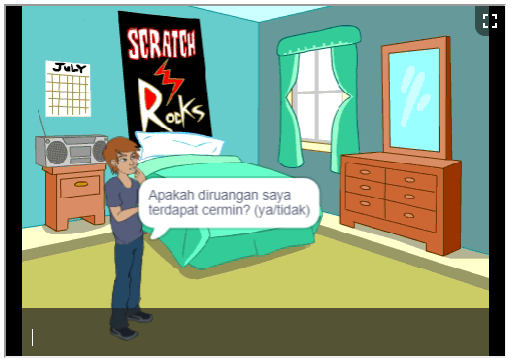 SCRATCH
RocKs
JULY
Apakah diruangan saya
terdapat cermin? (ya/tidak)